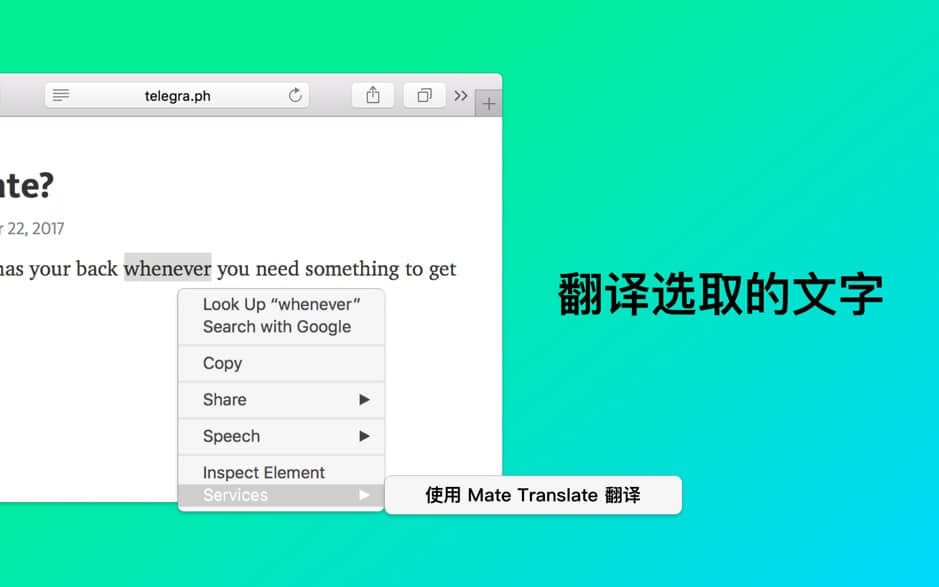 telegra.ph
ate?
r 22, 2017
has your back whenever you need something to get
翻译选取的文字
Look Up “whenever”
Search with Google
Copy
Share
Speech
Inspect Element
Services
使用 Mate Translate 翻译